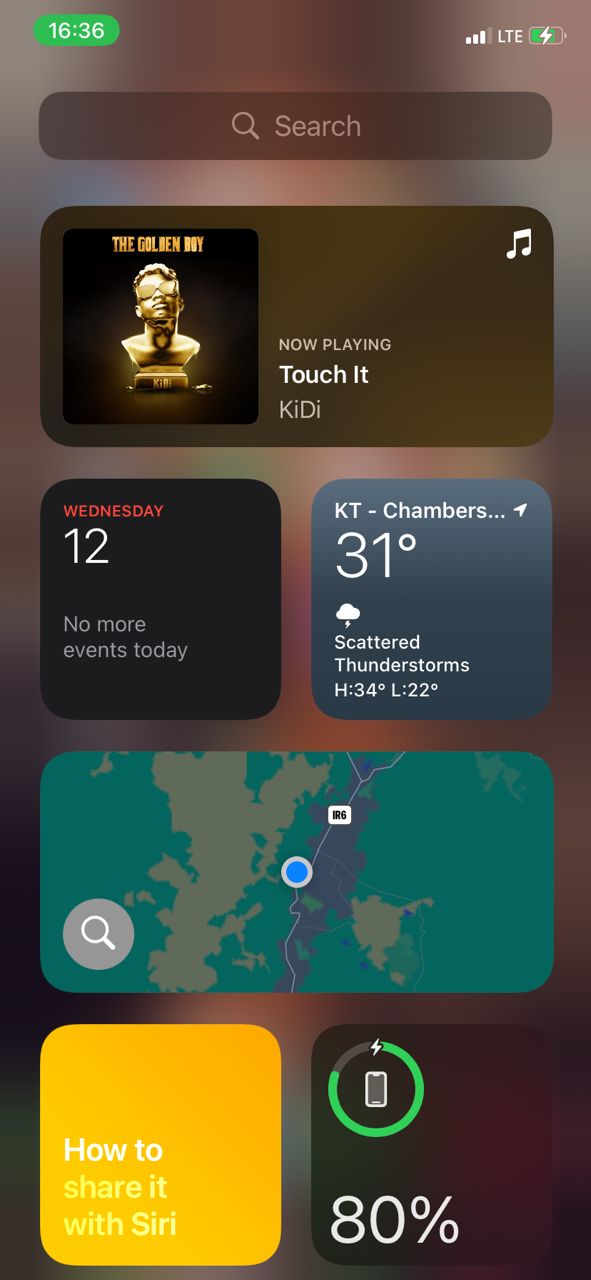 16:36
LTE
Search
THE GOLDEN BOY
KiDi
NOW PLAYING
Touch It
KiDi
WEDNESDAY
12
No more
events today
KT - Chambers...
31°
Scattered
Thunderstorms
H:34° L:22°
IR6
How to
share it
with Siri
80%